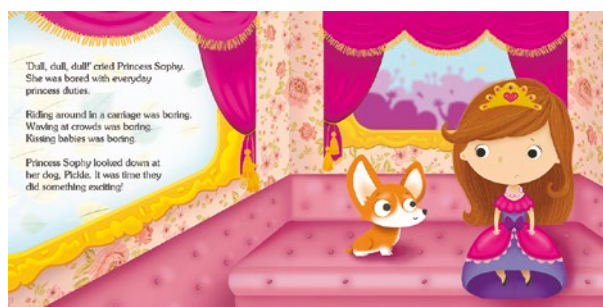 'Dull, dull, dull!' cried Princess Sophy.
She was bored with everyday
princess duties.
Riding around in a carriage was boring.
Waving at crowds was boring.
Kissing babies was boring.
Princess Sophy looked down at
her dog, Pickle. It was time they
did something exciting!